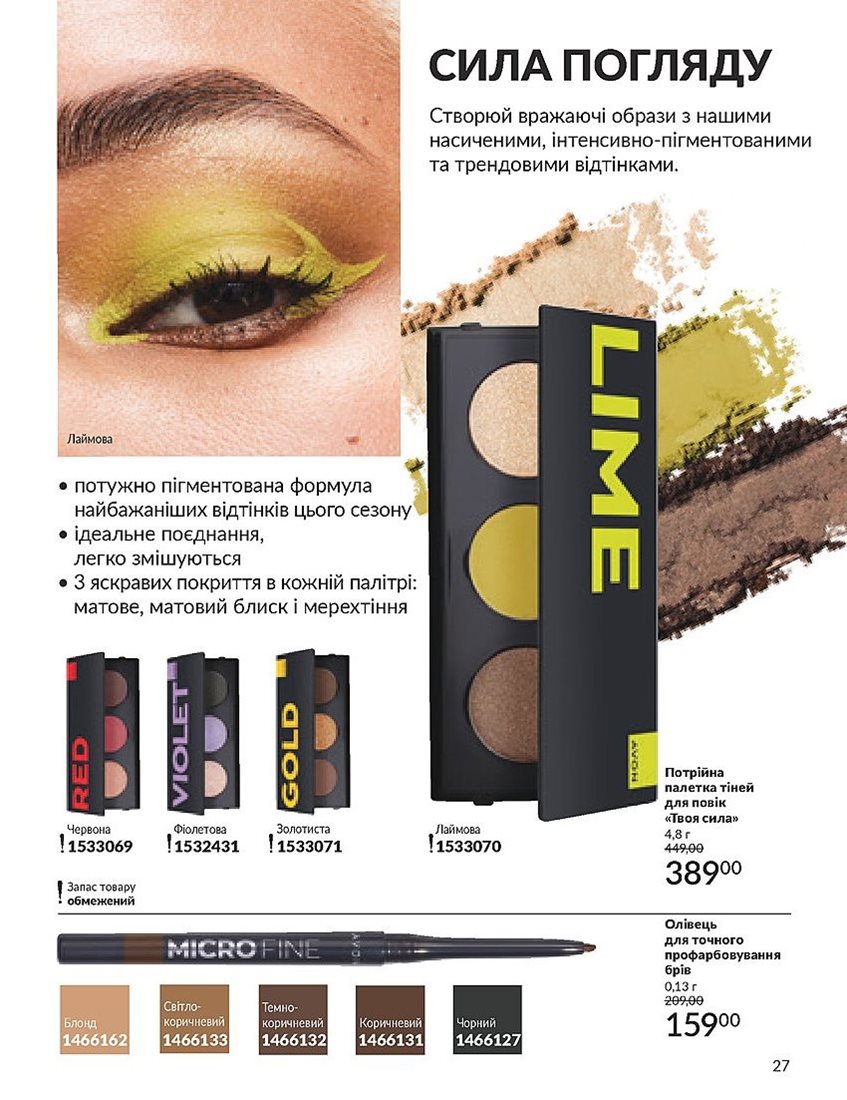 СИЛА ПОГЛЯДУ
Створюй вражаючі образи з нашими
насиченими, інтенсивно-пігментованими
та трендовими відтінками.
Лаймова
• потужно пігментована формула
найбажаніших відтінків цього сезону
• ідеальне поєднання,
легко змішуються
• 3 яскравих покриття в кожній палітрі:
матове, матовий блиск і мерехтіння
LIME
AVON
RED
VIOLET
GOLD
Червона
! 1533069
Фіолетова
! 1532431
Золотиста
! 1533071
Лаймова
! 1533070
Потрійна
палетка тіней
для повік
«Твоя сила»
4,8 г
449,00
38900
! Запас товару
обмежений
MICRO FINE
AVON
Олівець
для точного
профарбовування
брів
0,13 г
209,00
15900
Блонд
1466162
Світло-
коричневий
1466133
Темно-
коричневий
1466132
Коричневий
1466131
Чорний
1466127
27